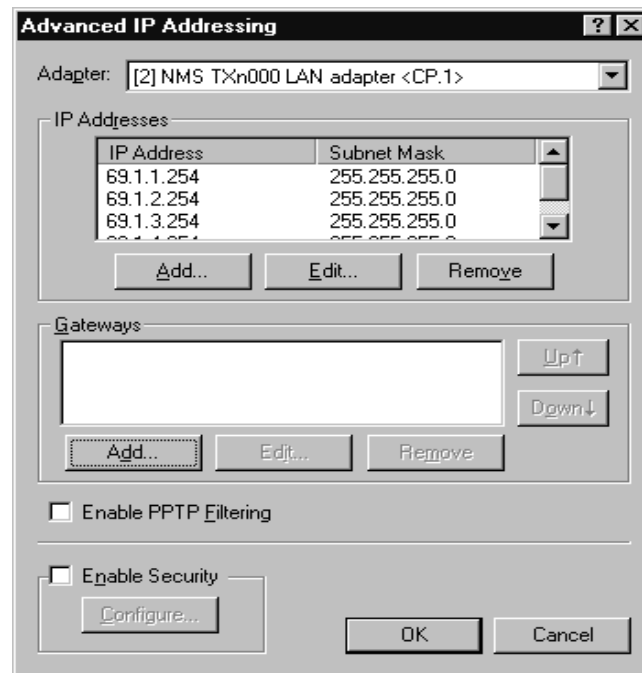 Advanced IP Addressing
Adapter: [2] NMS TXn000 LAN adapter <CP.1>
IP Addresses
IP Address Subnet Mask
69.1.1.254 255.255.255.0
69.1.2.254 255.255.255.0
69.1.3.254 255.255.255.0
Add... Edit... Remove
Gateways
Up↑
Down↓
Add... Edit... Remove
Enable PPTP Filtering
Enable Security
Configure...
OK Cancel